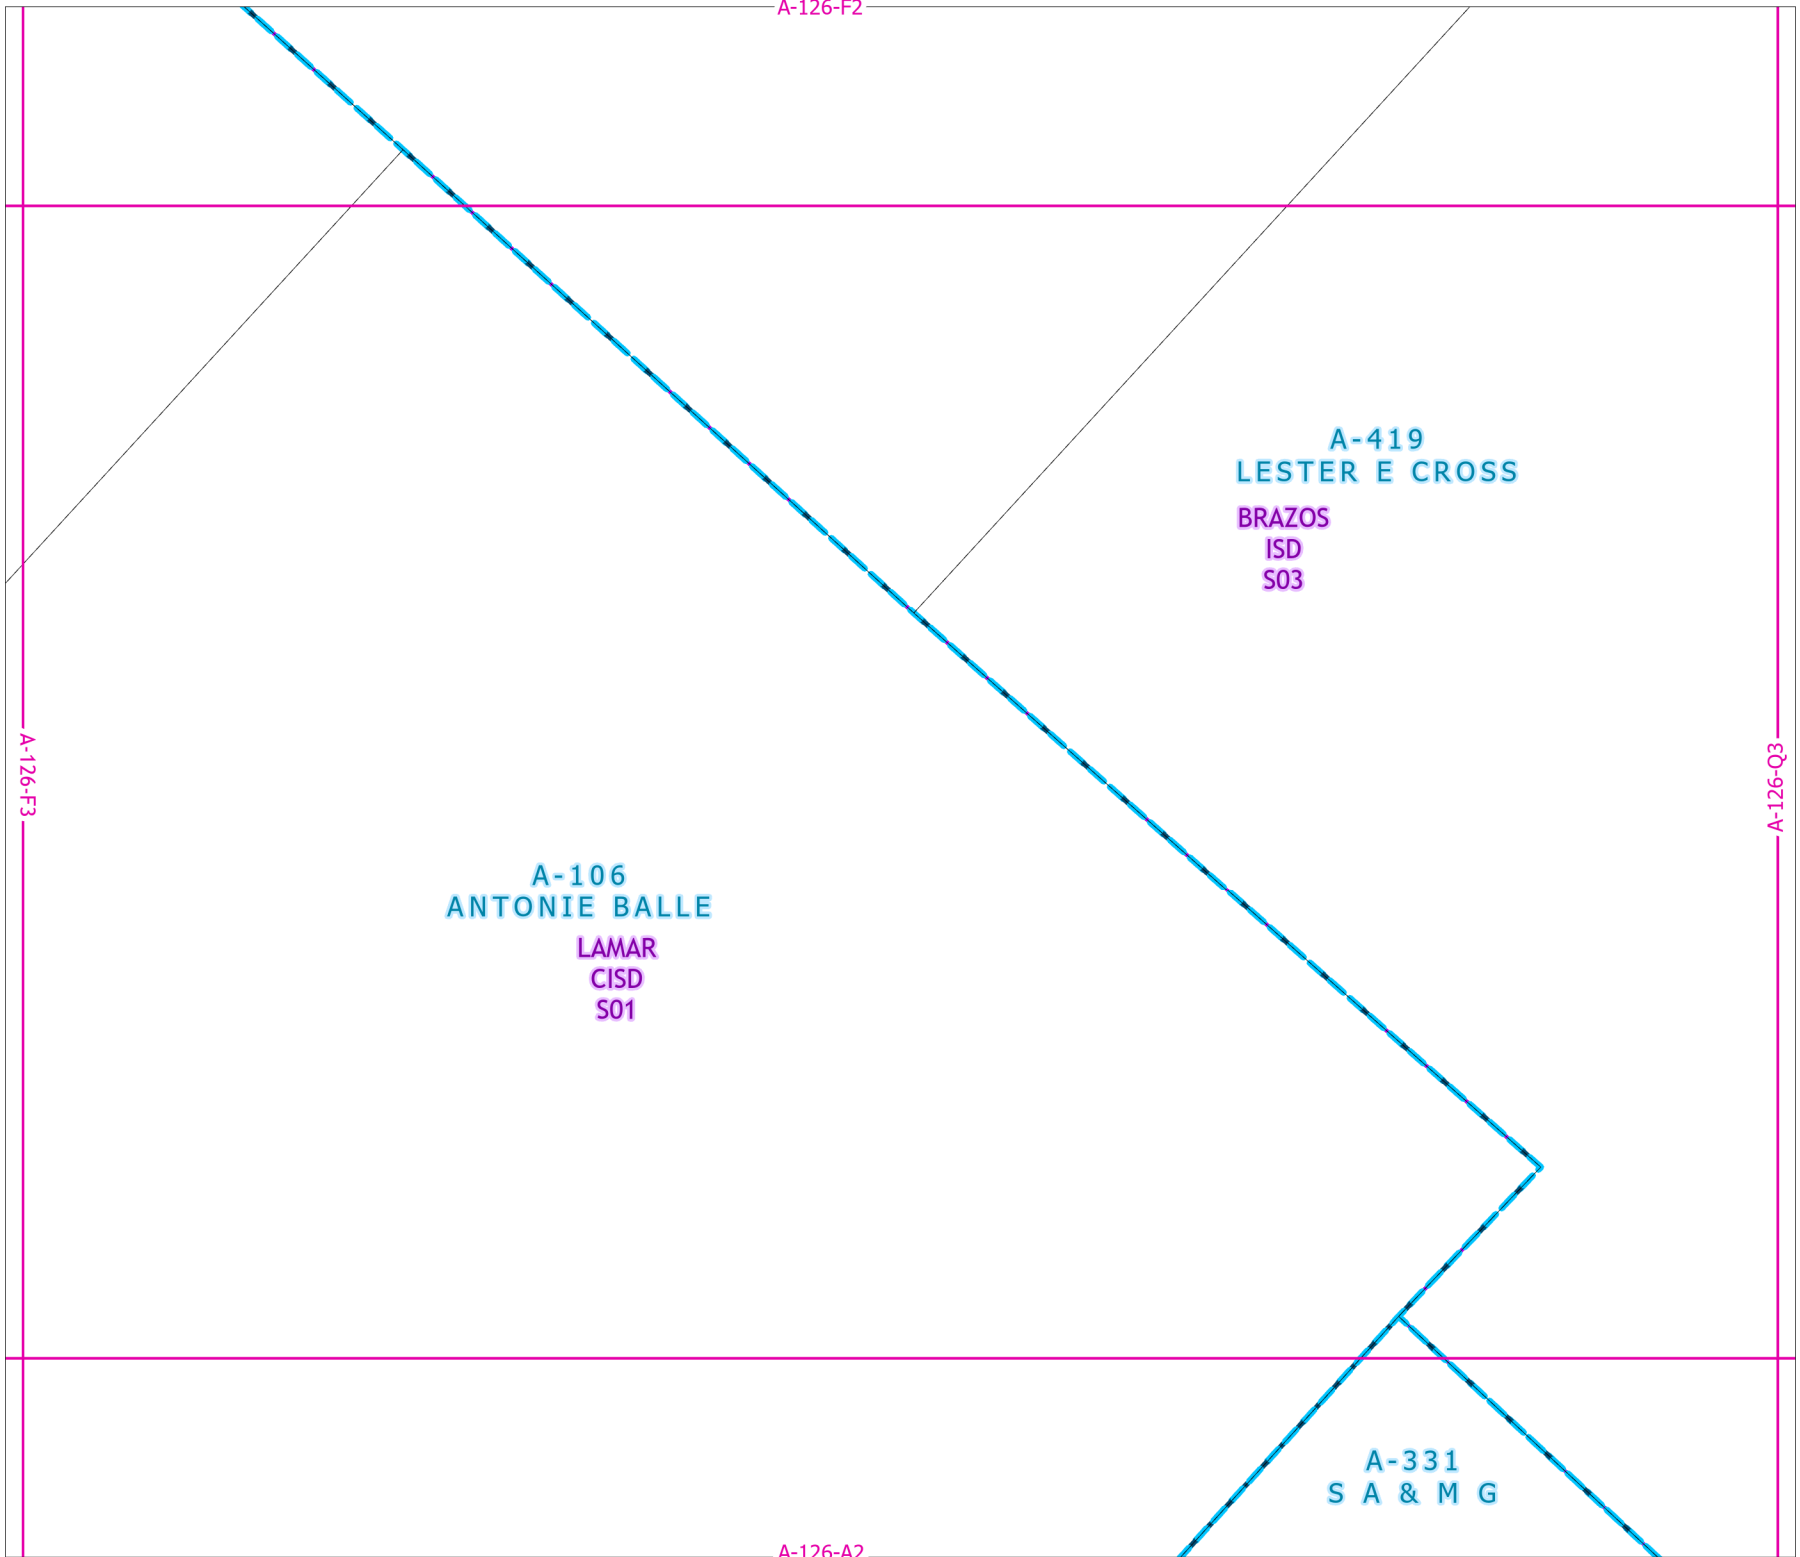 A-126-F2
A-419
LESTER E CROSS
BRAZOS
ISD
S03
A-126-F3
A-126-Q3
A-106
ANTONIE BALLE
LAMAR
CISD
S01
A-331
S A & M G
A-126-A2